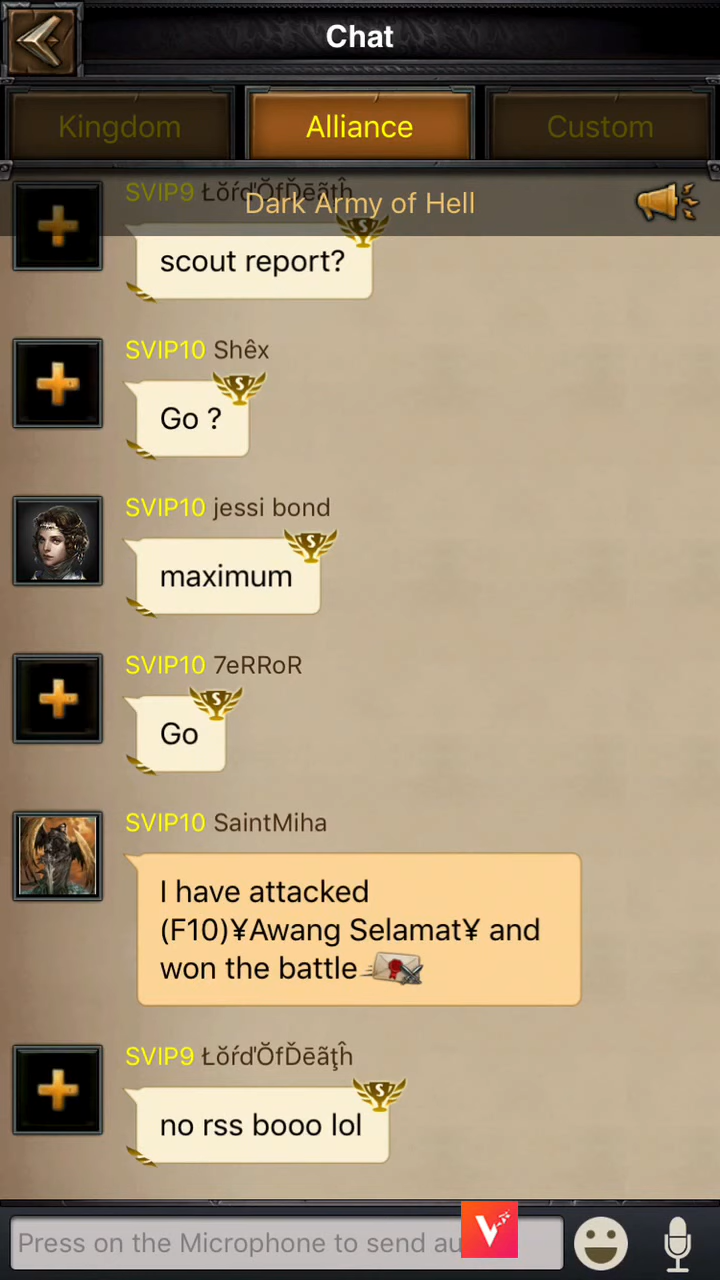 Chat
Kingdom
Alliance
Custom
SVIP9 ŁŏŕďŎfĎēãţĥ
Dark Army of Hell
scout report?
SVIP10 Shêx
Go ?
SVIP10 jessi bond
maximum
SVIP10 7eRRoR
Go
SVIP10 SaintMiha
I have attacked
(F10)¥Awang Selamat¥ and
won the battle
SVIP9 ŁŏŕďŎfĎēãţĥ
no rss booo lol
Press on the Microphone to send au